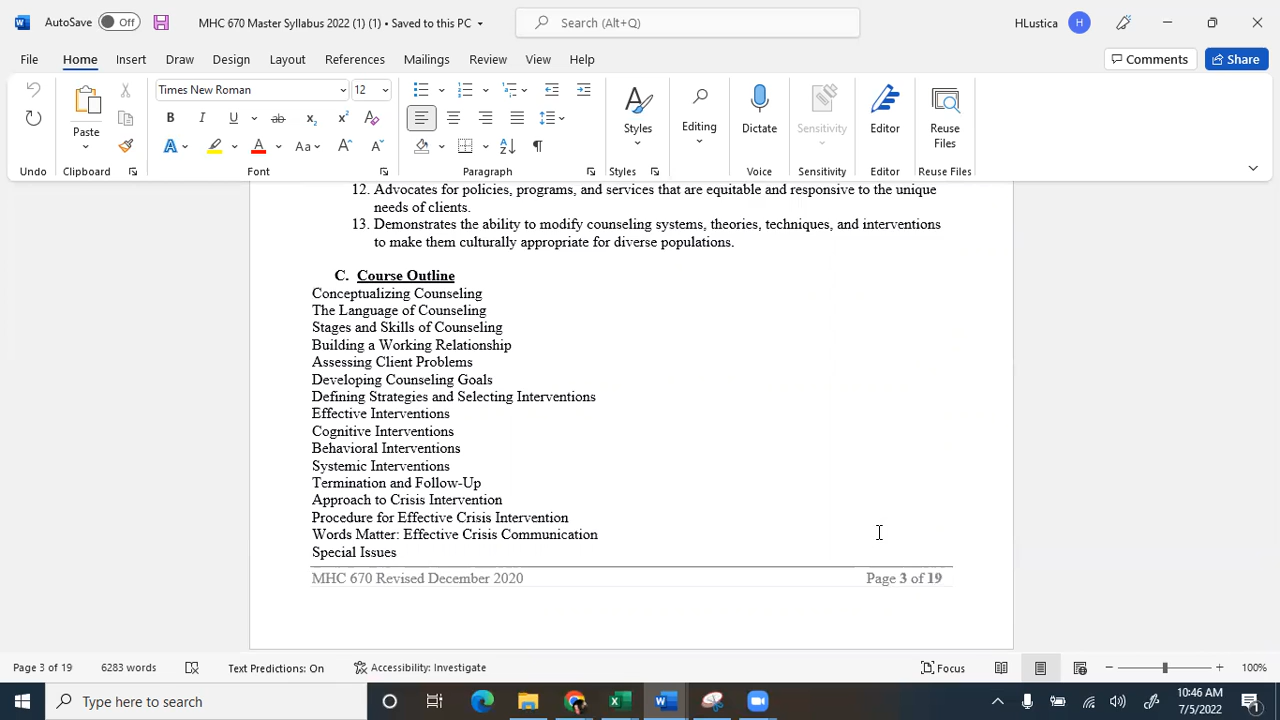 AutoSave Off MHC 670 Master Syllabus 2022 (1) (1) • Saved to this PC Search (Alt+Q) HLustica H
File Home Insert Draw Design Layout References Mailings Review View Help Comments Share
Times New Roman 12
Paste Styles Editing Dictate Sensitivity Editor Reuse Files
Undo Clipboard Font Paragraph Styles Voice Sensitivity Editor Reuse Files
12. Advocates for policies, programs, and services that are equitable and responsive to the unique
needs of clients.
13. Demonstrates the ability to modify counseling systems, theories, techniques, and interventions
to make them culturally appropriate for diverse populations.
C. Course Outline
Conceptualizing Counseling
The Language of Counseling
Stages and Skills of Counseling
Building a Working Relationship
Assessing Client Problems
Developing Counseling Goals
Defining Strategies and Selecting Interventions
Effective Interventions
Cognitive Interventions
Behavioral Interventions
Systemic Interventions
Termination and Follow-Up
Approach to Crisis Intervention
Procedure for Effective Crisis Intervention
Words Matter: Effective Crisis Communication
Special Issues
MHC 670 Revised December 2020 Page 3 of 19
Page 3 of 19 6283 words Text Predictions: On Accessibility: Investigate Focus 100%
Type here to search 10:46 AM
7/5/2022